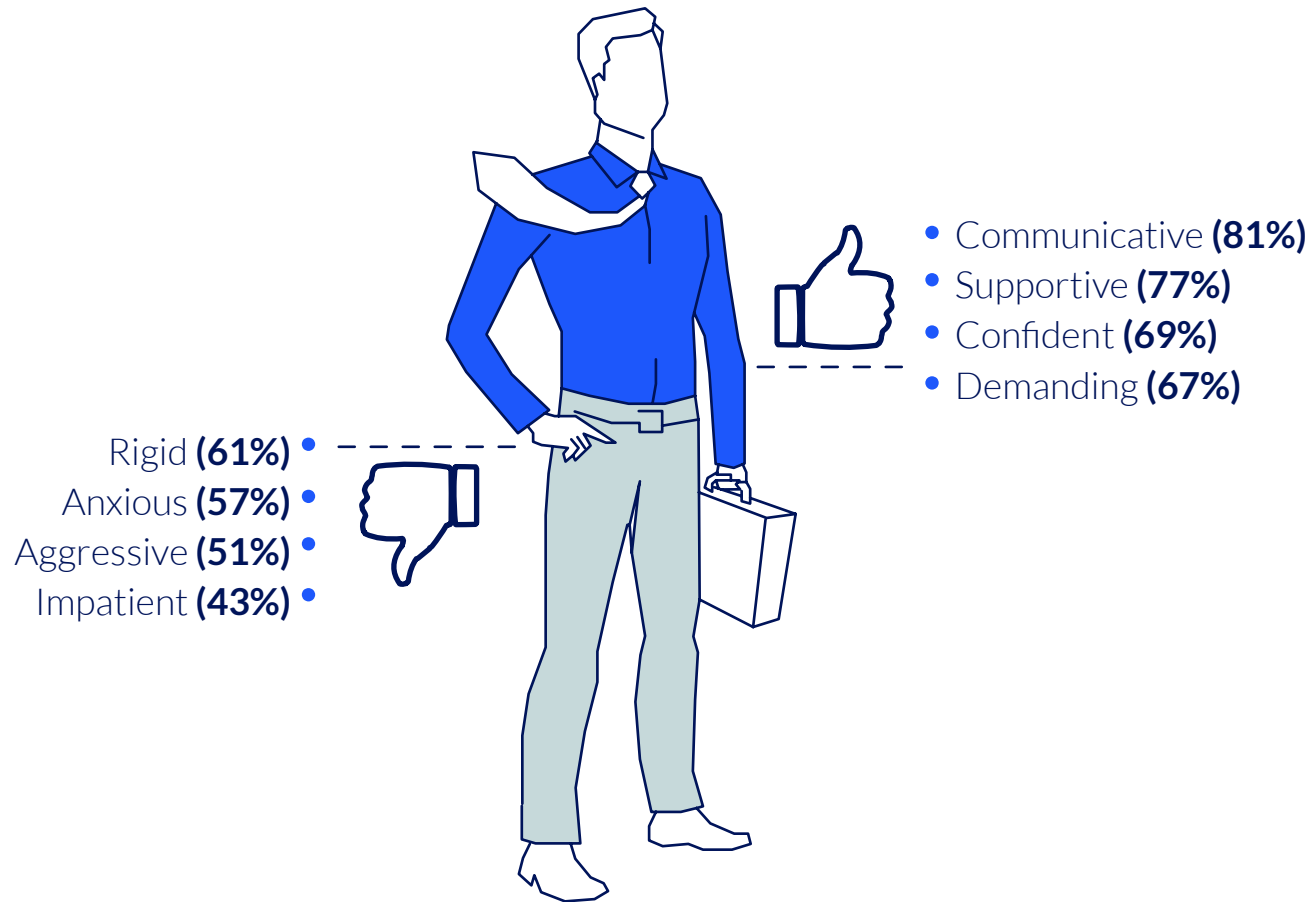 Communicative (81%)
Supportive (77%)
Confident (69%)
Demanding (67%)
Rigid (61%)
Anxious (57%)
Aggressive (51%)
Impatient (43%)